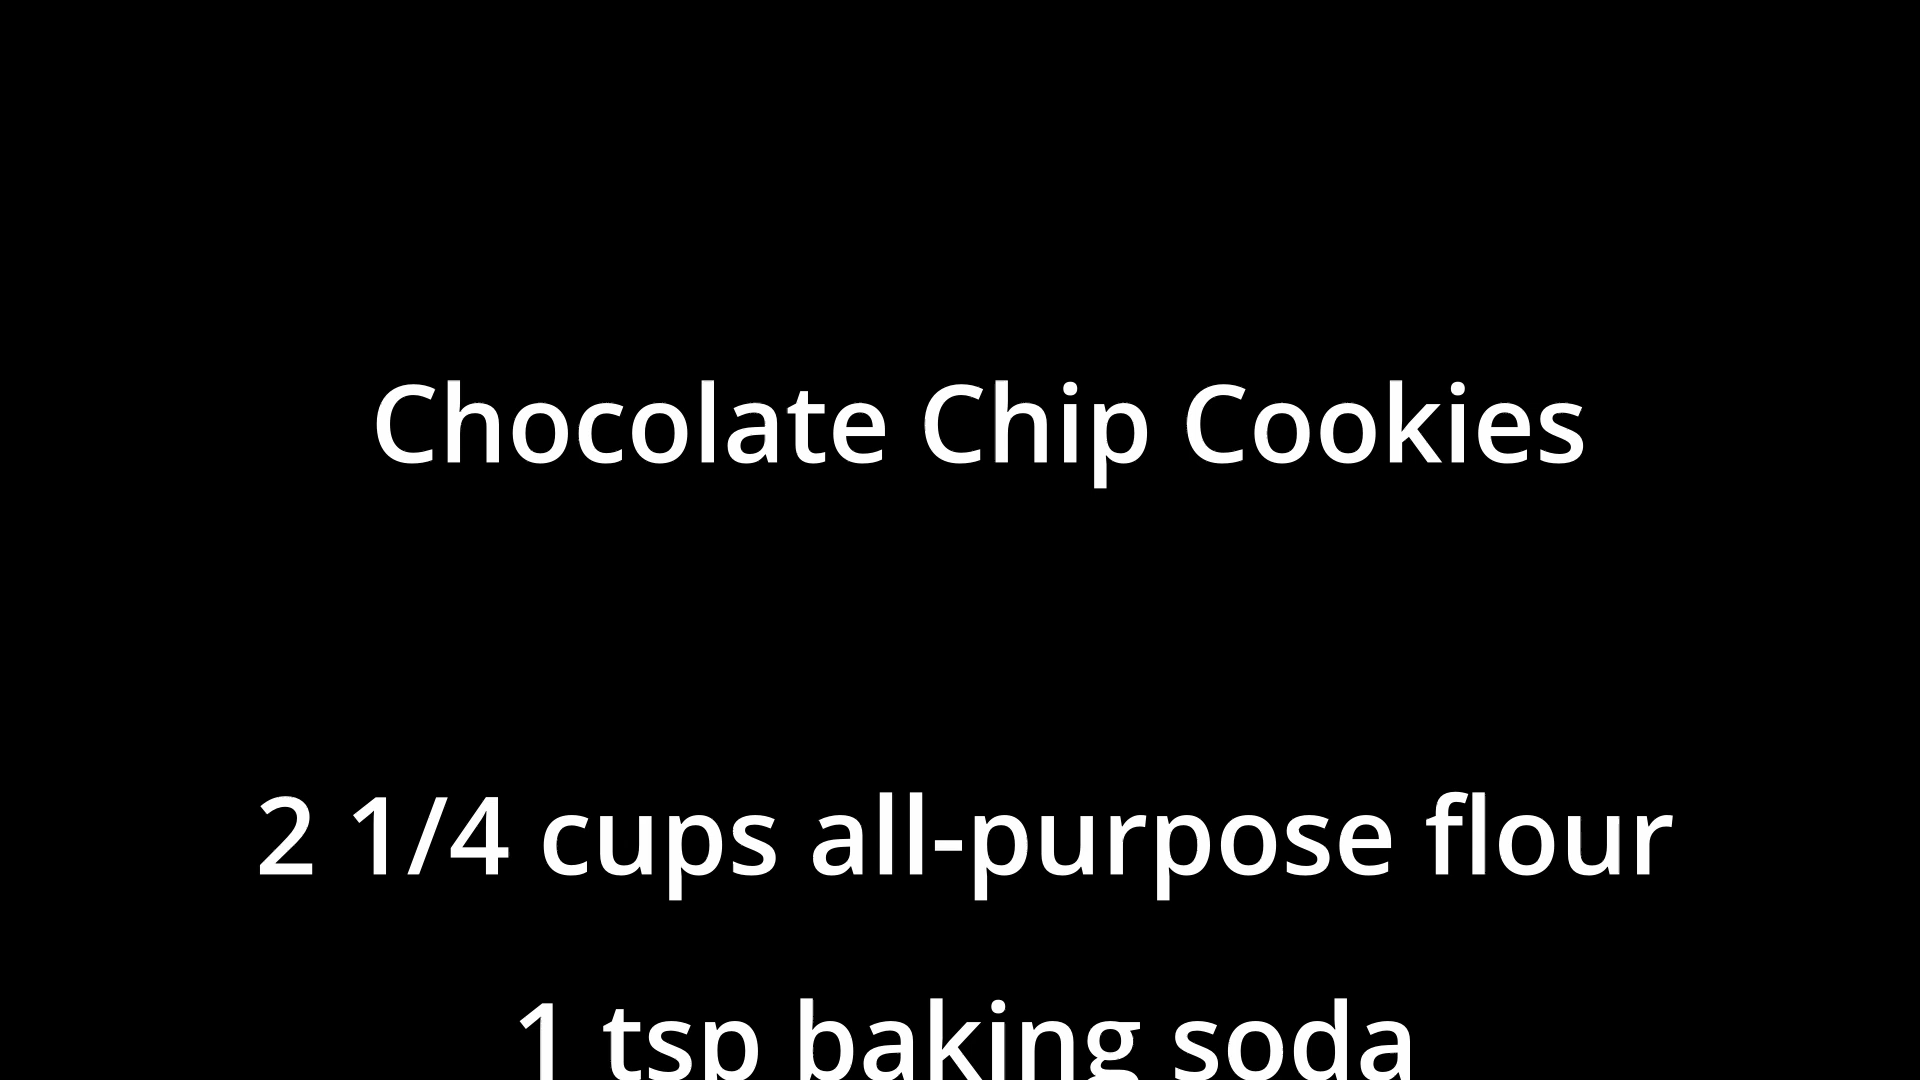 Chocolate Chip Cookies
2 1/4 cups all-purpose flour
1 tsp baking soda